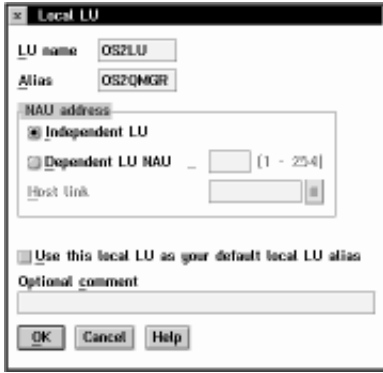 Local LU
LU name OS2LU
Alias OS2QMGR
NAU address
Independent LU
Dependent LU NAU _ (1 - 254)
Host link
Use this local LU as your default local LU alias
Optional comment
OK Cancel Help